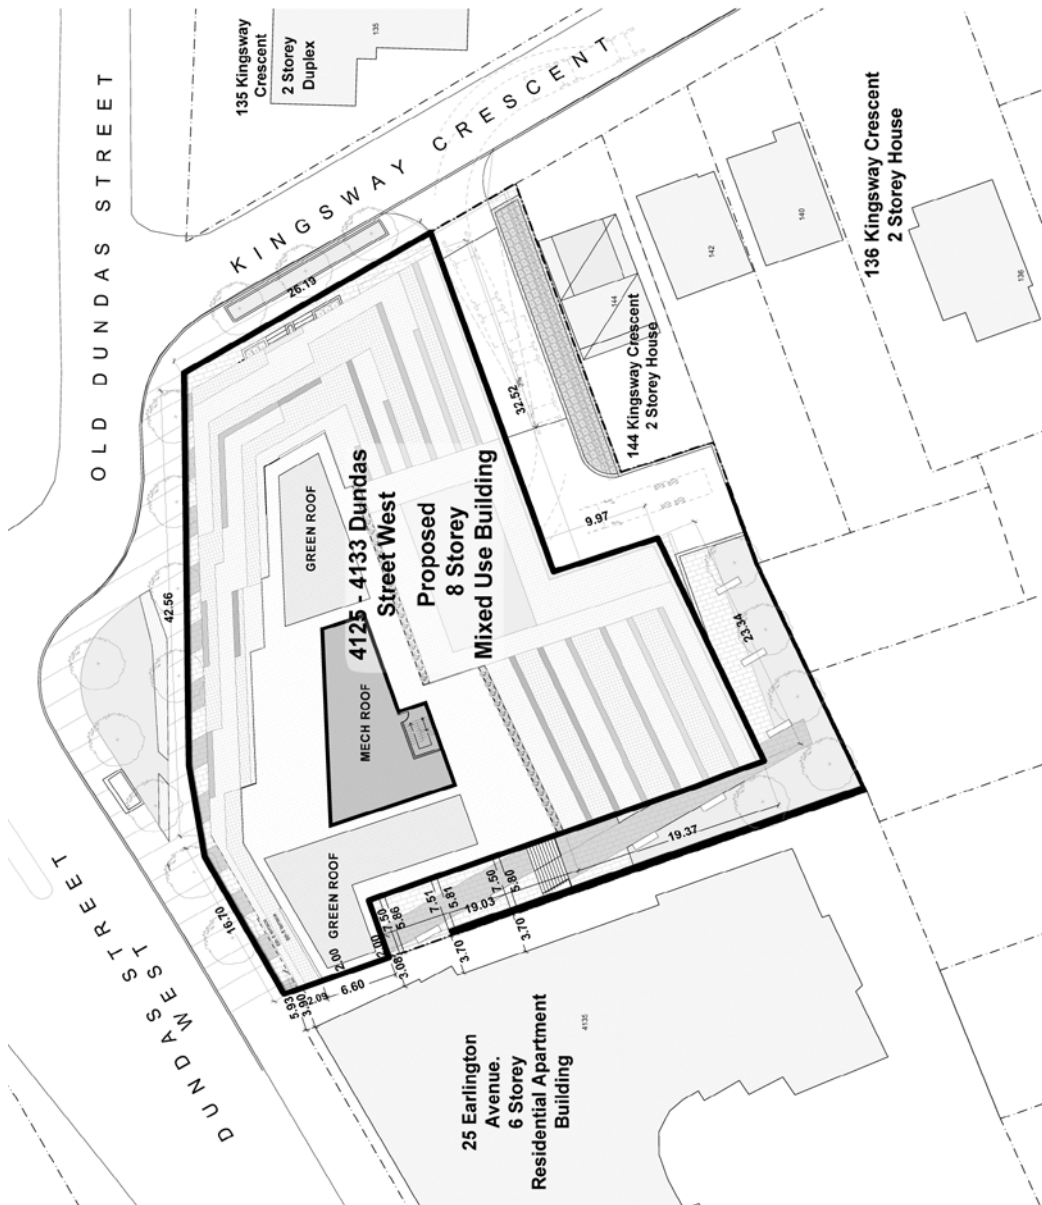 OLD DUNDAS STREET
135 Kingsway
Crescent
2 Storey
Duplex
135
KINGSWAY CRESCENT
136 Kingsway Crescent
2 Storey House
136
140
142
144
144 Kingsway Crescent
2 Storey House
26.19
32.52
9.97
42.56
GREEN ROOF
4125 - 4133 Dundas
Street West
Proposed
8 Storey
Mixed Use Building
MECH ROOF
GREEN ROOF
23.34
19.37
16.70
2.00
2.00
7.50
5.86
7.51
5.81
7.50
5.80
19.03
3.08
3.70
3.70
6.60
2.09
3.90
5.93
DUNDAS STREET
WEST
25 Earlington
Avenue.
6 Storey
Residential Apartment
Building
4135